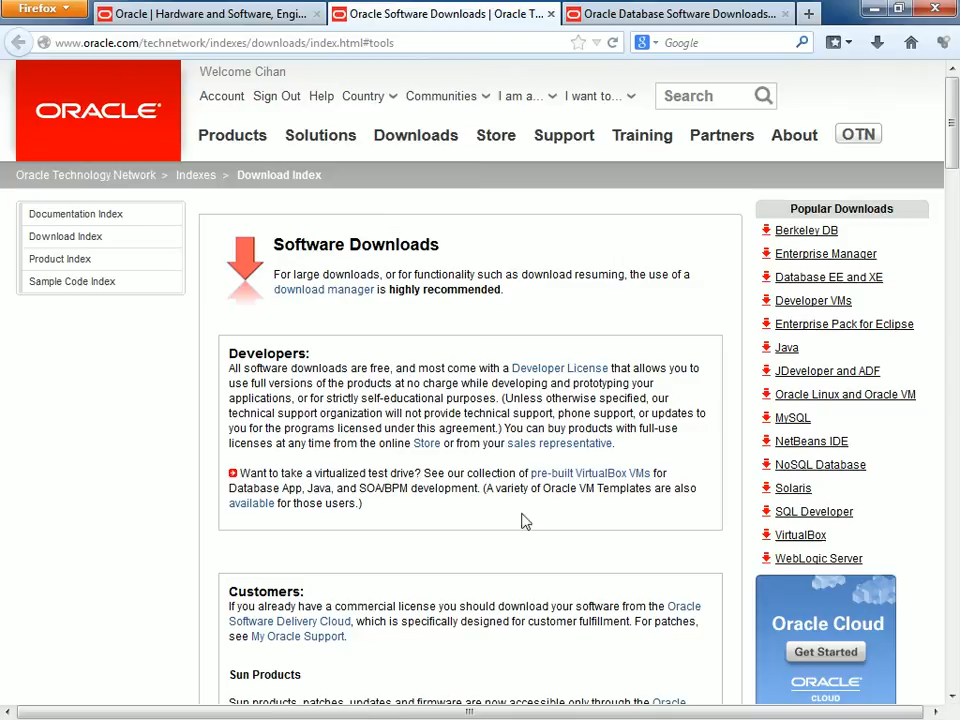 Firefox
Oracle | Hardware and Software, Engi...
Oracle Software Downloads | Oracle T...
Oracle Database Software Downloads...
www.oracle.com/technetwork/indexes/downloads/index.html#tools
Google
ORACLE
Welcome Cihan
Account Sign Out Help Country Communities I am a... I want to...
Search
Products Solutions Downloads Store Support Training Partners About OTN
Oracle Technology Network > Indexes > Download Index
Documentation Index
Download Index
Product Index
Sample Code Index
Software Downloads
For large downloads, or for functionality such as download resuming, the use of a
download manager is highly recommended.
Developers:
All software downloads are free, and most come with a Developer License that allows you to
use full versions of the products at no charge while developing and prototyping your
applications, or for strictly self-educational purposes. (Unless otherwise specified, our
technical support organization will not provide technical support, phone support, or updates to
you for the programs licensed under this agreement.) You can buy products with full-use
licenses at any time from the online Store or from your sales representative.
Want to take a virtualized test drive? See our collection of pre-built VirtualBox VMs for
Database App, Java, and SOA/BPM development. (A variety of Oracle VM Templates are also
available for those users.)
Customers:
If you already have a commercial license you should download your software from the Oracle
Software Delivery Cloud, which is specifically designed for customer fulfillment. For patches,
see My Oracle Support.
Sun Products
Sun products, patches, updates and firmware are now accessible only through the Oracle
Popular Downloads
Berkeley DB
Enterprise Manager
Database EE and XE
Developer VMs
Enterprise Pack for Eclipse
Java
JDeveloper and ADF
Oracle Linux and Oracle VM
MySQL
NetBeans IDE
NoSQL Database
Solaris
SQL Developer
VirtualBox
WebLogic Server
Oracle Cloud
Get Started
ORACLE
CLOUD